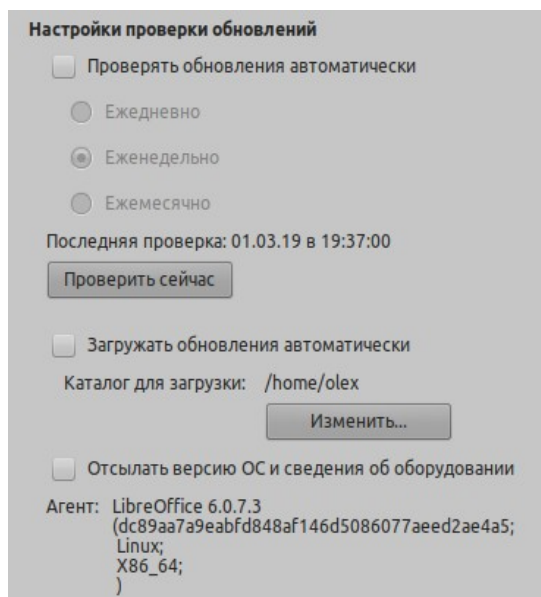 Настройки проверки обновлений
Проверять обновления автоматически
Ежедневно
Еженедельно
Ежемесячно
Последняя проверка: 01.03.19 в 19:37:00
Проверить сейчас
Загружать обновления автоматически
Каталог для загрузки: /home/olex
Изменить...
Отсылать версию ОС и сведения об оборудовании
Агент: LibreOffice 6.0.7.3
(dc89aa7a9eabfd848af146d5086077aeed2ae4a5;
Linux;
X86_64;
)